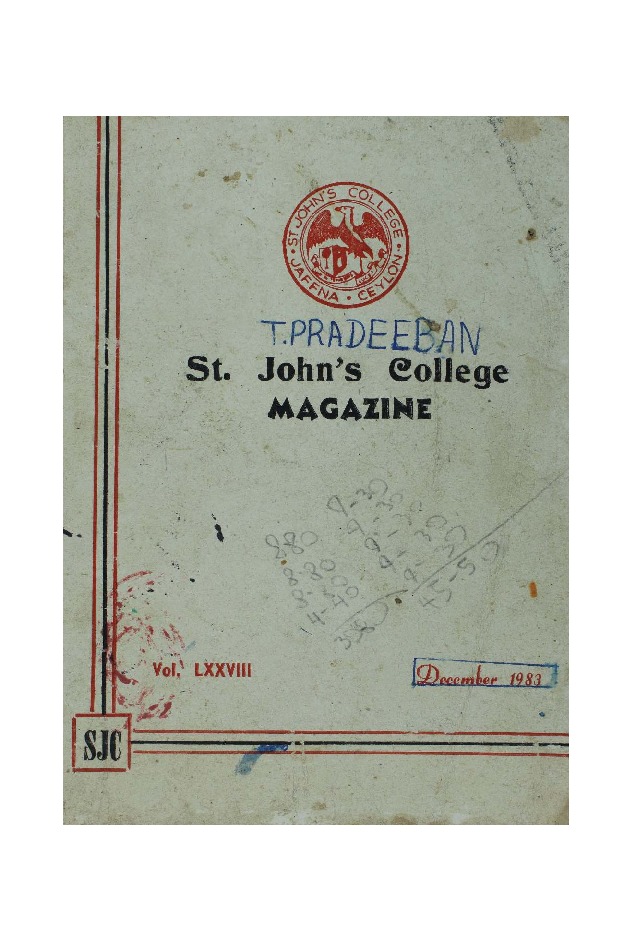 ST JOHN'S COLLEGE
JAFFNA • CEYLON
T.PRADEEBAN
St. John's College
MAGAZINE
Vol. LXXVIII
December 1983
SJC